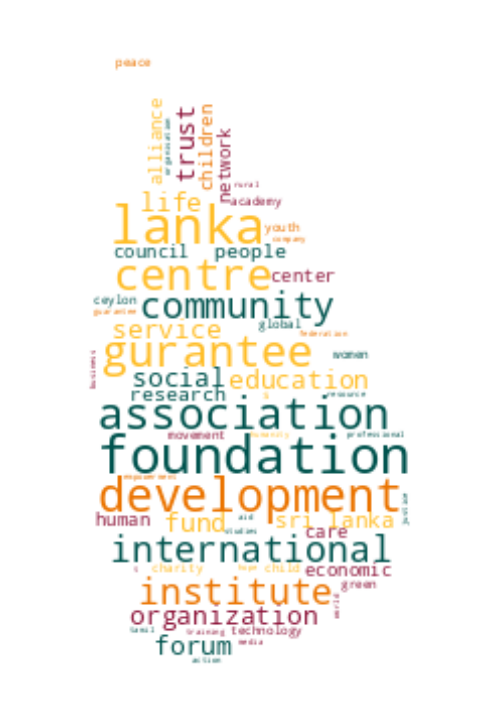 peace
alliance
organisation
trust
children
network
rural
life
academy
lanka
youth
company
council people
centre
center
ceylon
community
guarantee
global
service
federation
gurantee
women
business
social
education
research
resource
s
association
movement
humanity
professional
foundation
empowerment
development
human
fund
aid
sri lanka
studies
care
international
s
charity
hope
child
economic
green
institute
world
organization
tamil
training
technology
forum
media
action